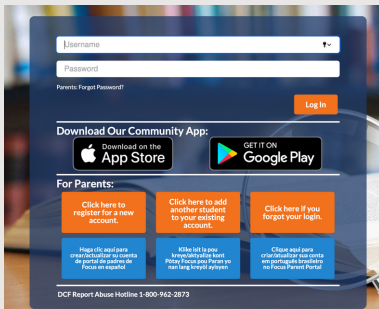 Username
Password
Parents: Forgot Password?
Log In
Download Our Community App:
Download on the
App Store
GET IT ON
Google Play
For Parents:
Click here to
register for a new
account.
Click here to add
another student
to your existing
account.
Click here if you
forgot your login.
Haga clic aquí para
crear/actualizar su cuenta
de portal de padres de
Focus en español
Klike isit la pou
kreye/aktyalize kont
Pòtay Focus pou Paran yo
nan lang kreyòl ayisyen
Clique aqui para
criar/atualizar sua conta
em português brasileiro
no Focus Parent Portal
DCF Report Abuse Hotline 1-800-962-2873